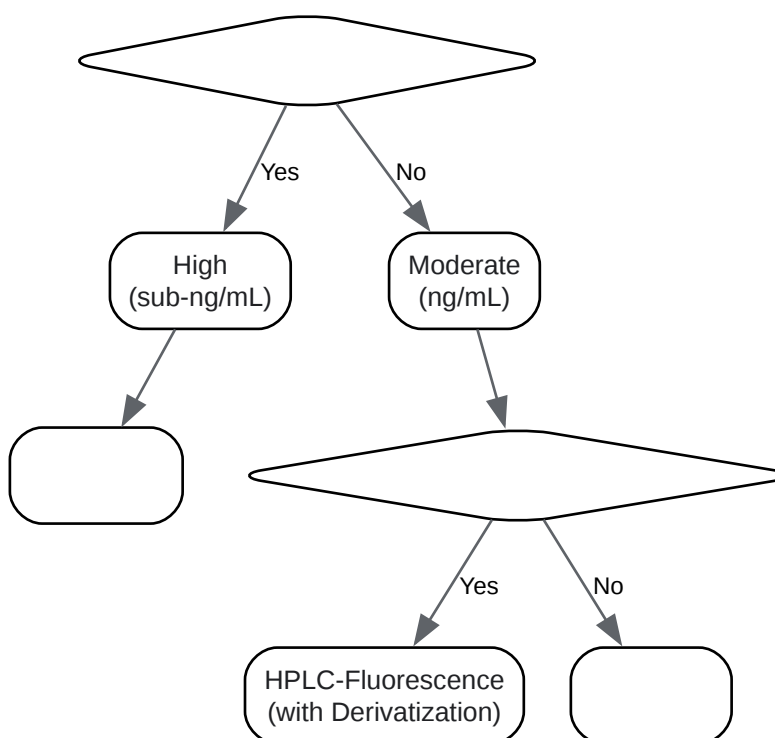 Yes
No
High
(sub-ng/mL)
Moderate
(ng/mL)
Yes
No
HPLC-Fluorescence
(with Derivatization)